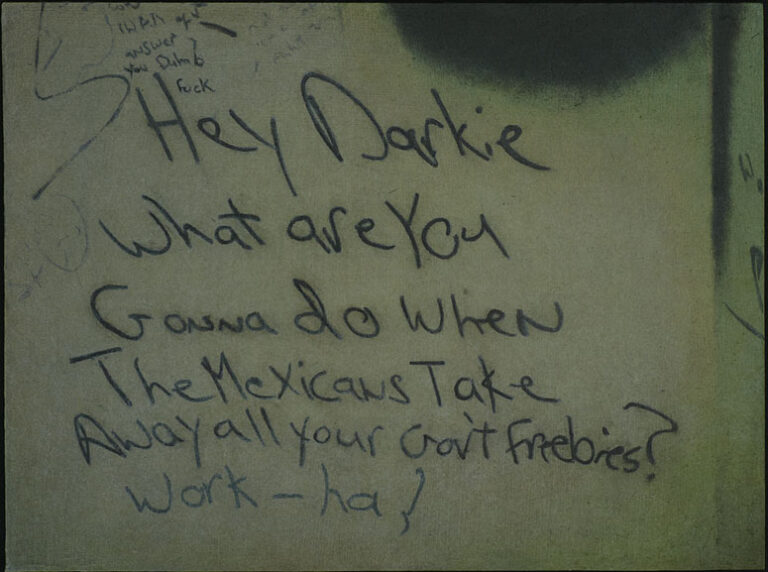 answer
you Dumb
fuck
Hey Darkie
what are You
Gonna do When
The Mexicans Take
Away all your Gov't freebies?
Work - ha!